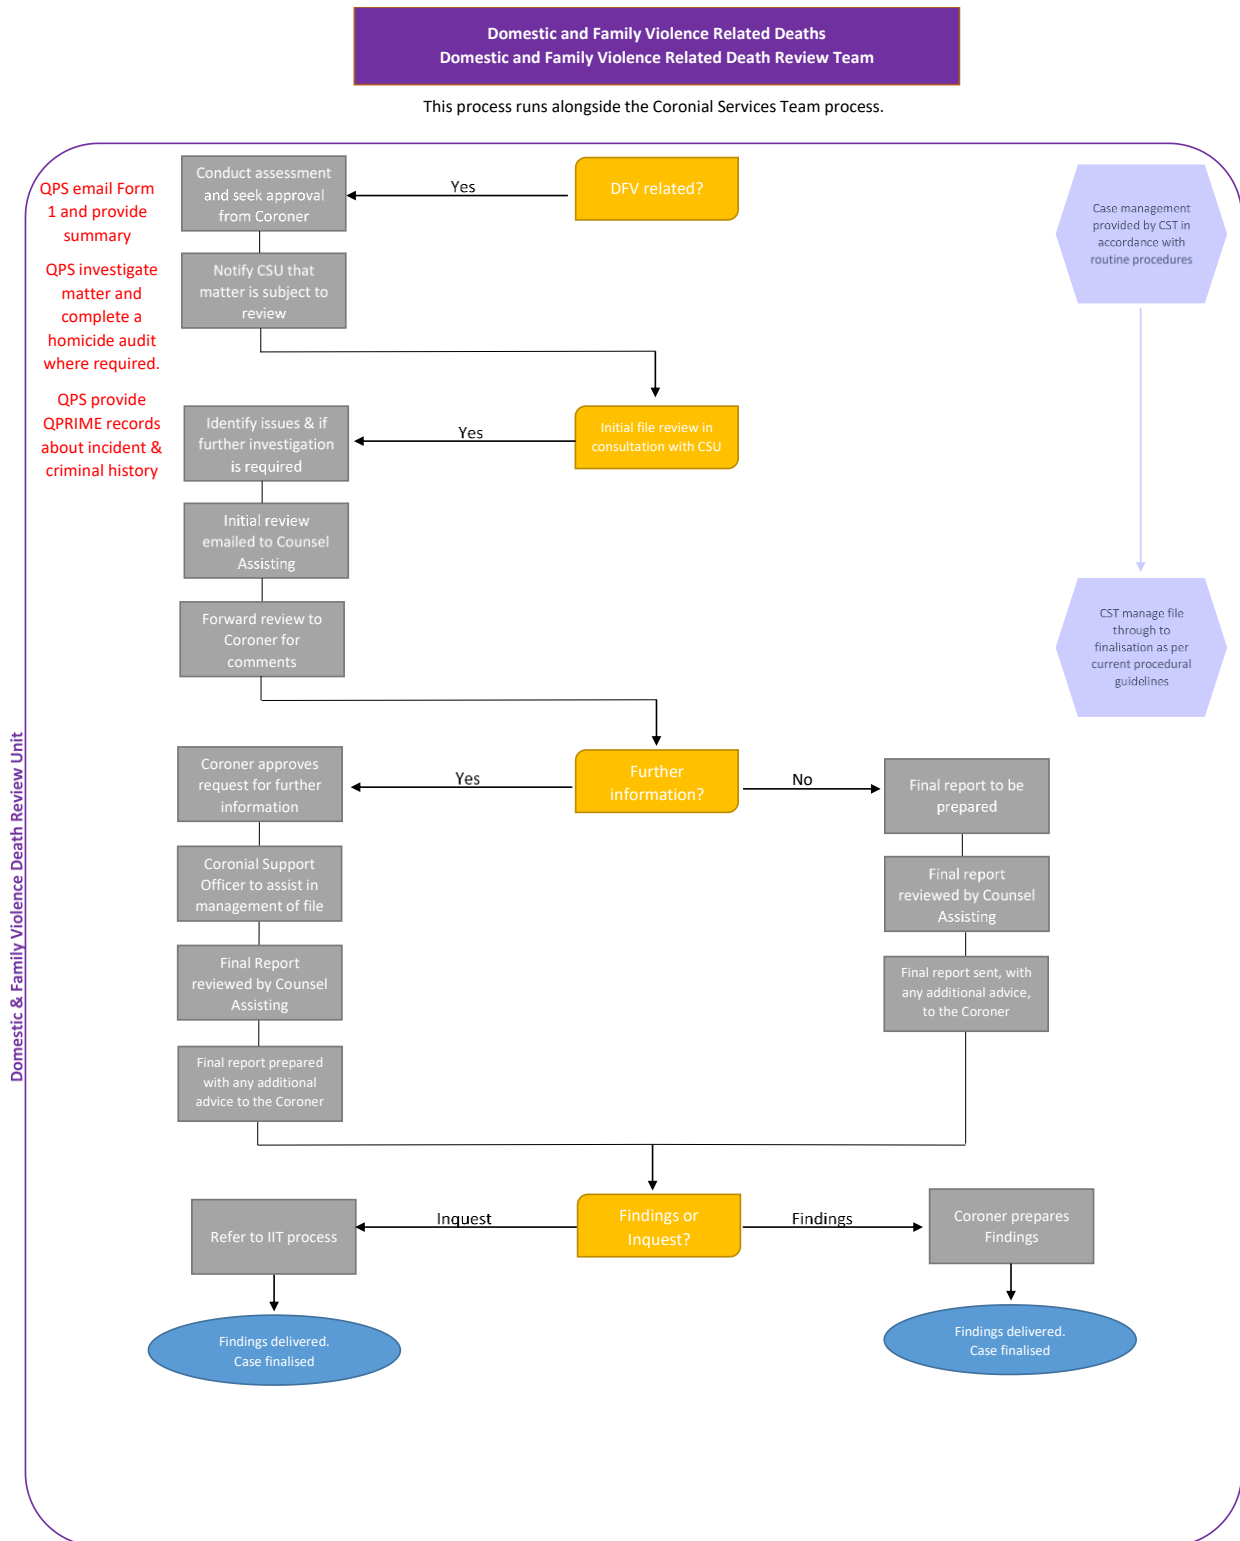 Domestic and Family Violence Related Deaths
Domestic and Family Violence Related Death Review Team
This process runs alongside the Coronial Services Team process.
QPS email Form
1 and provide
summary
QPS investigate
matter and
complete a
homicide audit
where required.
QPS provide
QPRIME records
about incident &
criminal history
Conduct assessment
and seek approval
from Coroner
Yes
DFV related?
Case management
provided by CST in
accordance with
routine procedures
Notify CSU that
matter is subject to
review
Identify issues & if
further investigation
is required
Yes
Initial file review in
consultation with CSU
Initial review
emailed to Counsel
Assisting
Forward review to
Coroner for
comments
CST manage file
through to
finalisation as per
current procedural
guidelines
Domestic & Family Violence Death Review Unit
Coroner approves
request for further
information
Yes
Further
information?
No
Final report to be
prepared
Coronial Support
Officer to assist in
management of file
Final report
reviewed by Counsel
Assisting
Final Report
reviewed by Counsel
Assisting
Final report sent, with
any additional advice,
to the Coroner
Final report prepared
with any additional
advice to the Coroner
Refer to IIT process
Inquest
Findings or
Inquest?
Findings
Coroner prepares
Findings
Findings delivered.
Case finalised
Findings delivered.
Case finalised